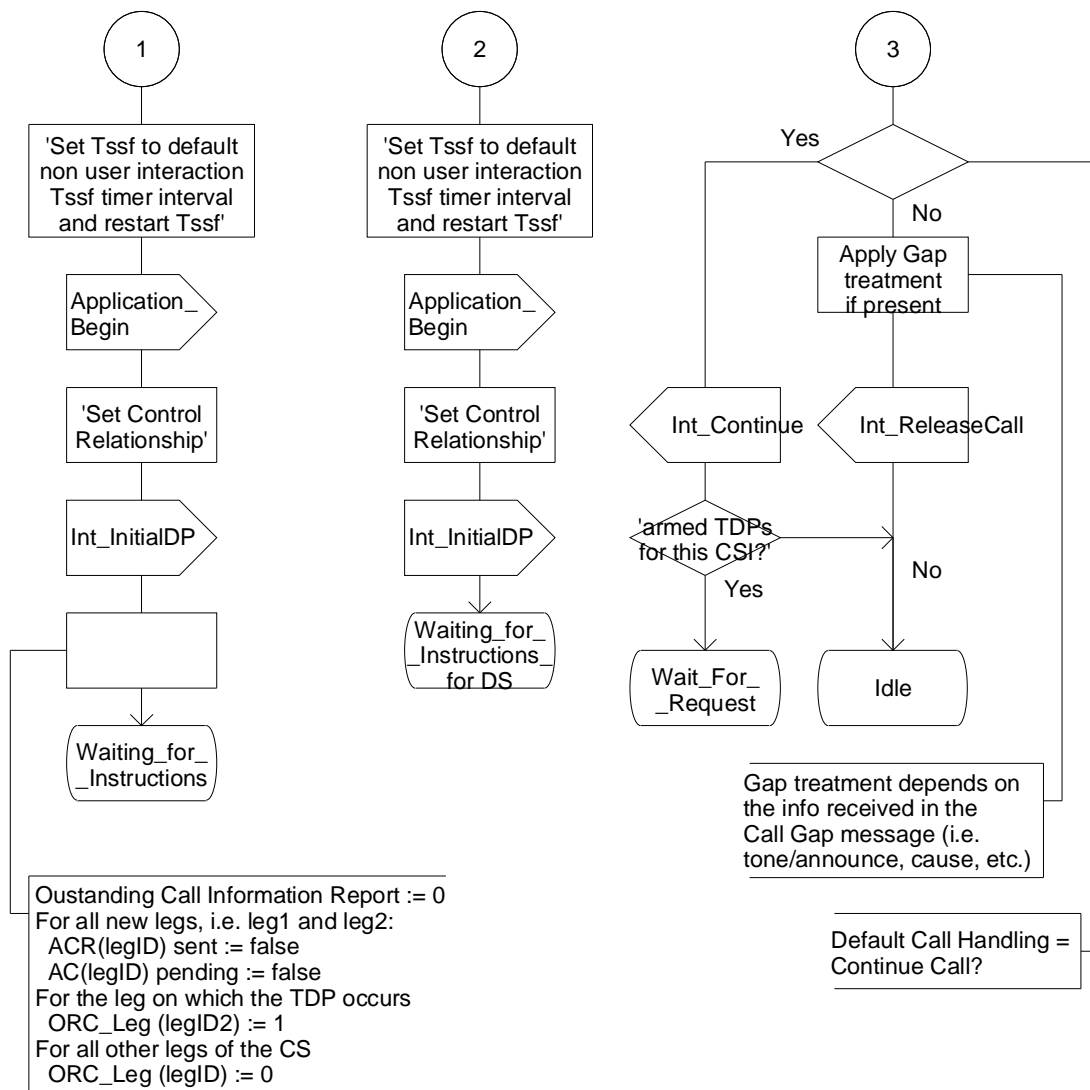 1
'Set Tssf to default
non user interaction
Tssf timer interval
and restart Tssf'
Application_
Begin
'Set Control
Relationship'
Int_InitialDP
Waiting_for_
_Instructions
Oustanding Call Information Report := 0
For all new legs, i.e. leg1 and leg2:
ACR(legID) sent := false
AC(legID) pending := false
For the leg on which the TDP occurs
ORC_Leg (legID2) := 1
For all other legs of the CS
ORC_Leg (legID) := 0
2
'Set Tssf to default
non user interaction
Tssf timer interval
and restart Tssf'
Application_
Begin
'Set Control
Relationship'
Int_InitialDP
Waiting_for_
_Instructions_
for DS
3
Yes
No
Apply Gap
treatment
if present
Int_Continue
Int_ReleaseCall
'armed TDPs
for this CSI?'
No
Yes
Wait_For_
_Request
Idle
Gap treatment depends on
the info received in the
Call Gap message (i.e.
tone/announce, cause, etc.)
Default Call Handling =
Continue Call?